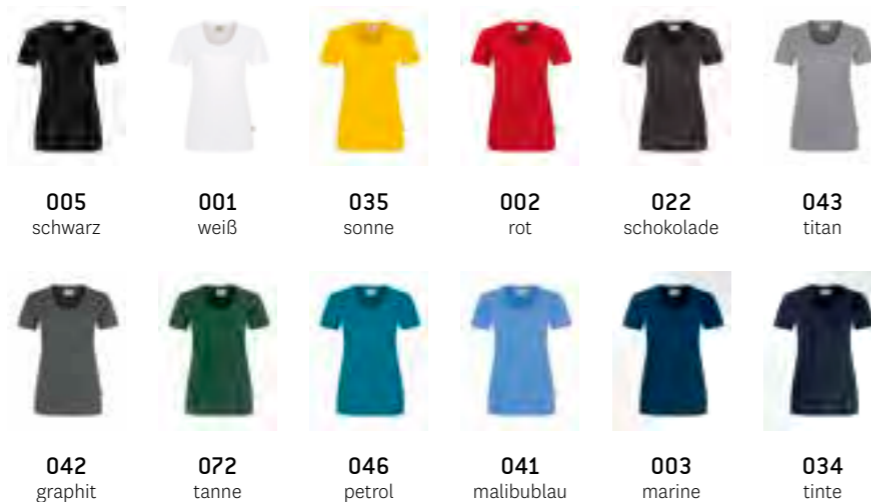 005 001 035 002 022 043
schwarz weiß sonne rot schokolade titan
042 072 046 041 003 034
graphit tanne petrol malibublau marine tinte